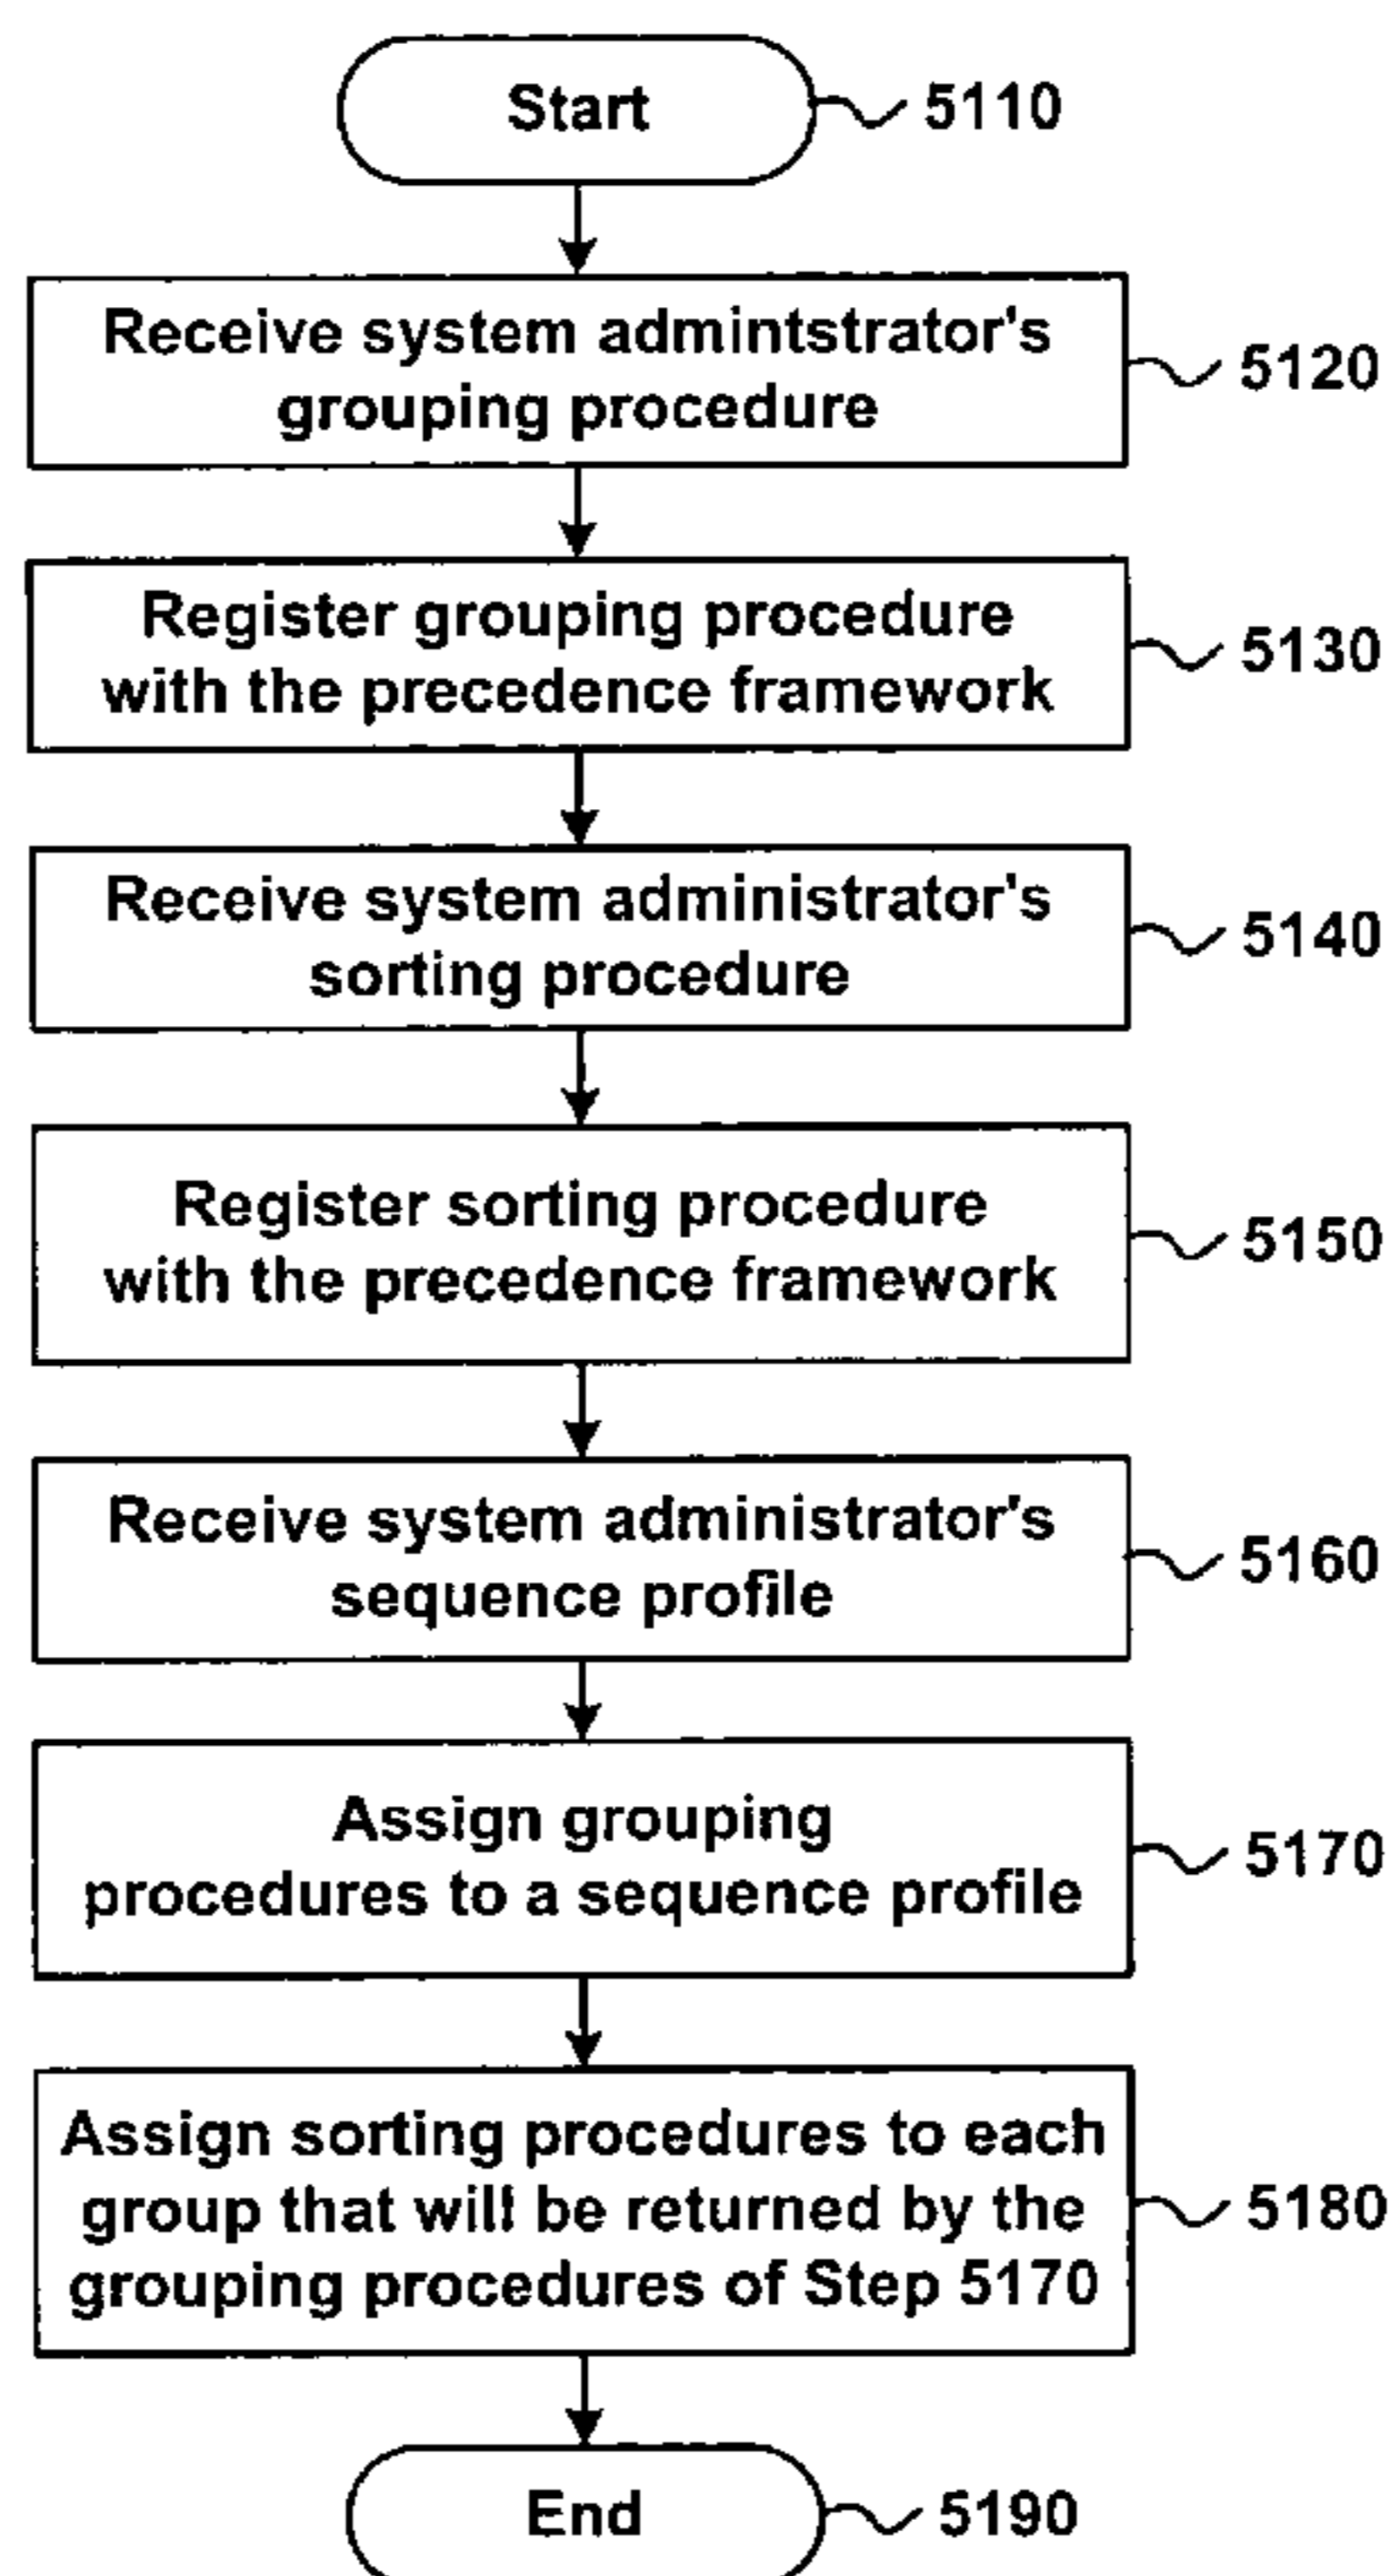 Start
5110
Receive system admintstrator's
grouping procedure
5120
Register grouping procedure
with the precedence framework
5130
Receive system administrator's
sorting procedure
5140
Register sorting procedure
with the precedence framework
5150
Receive system administrator's
sequence profile
5160
Assign grouping
procedures to a sequence profile
5170
Assign sorting procedures to each
group that will be returned by the
grouping procedures of Step 5170
5180
End
5190